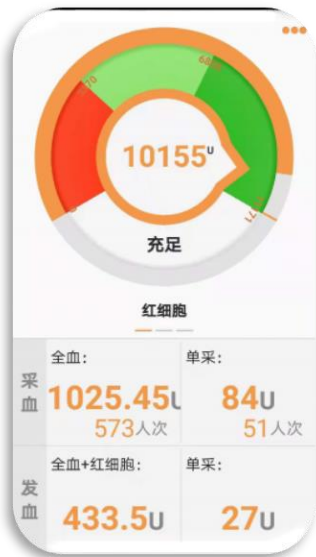 10155U
充足
红细胞
采血
全血：
单采：
1025.45U
84U
573人次
51人次
发血
全血+红细胞：
单采：
433.5U
27U